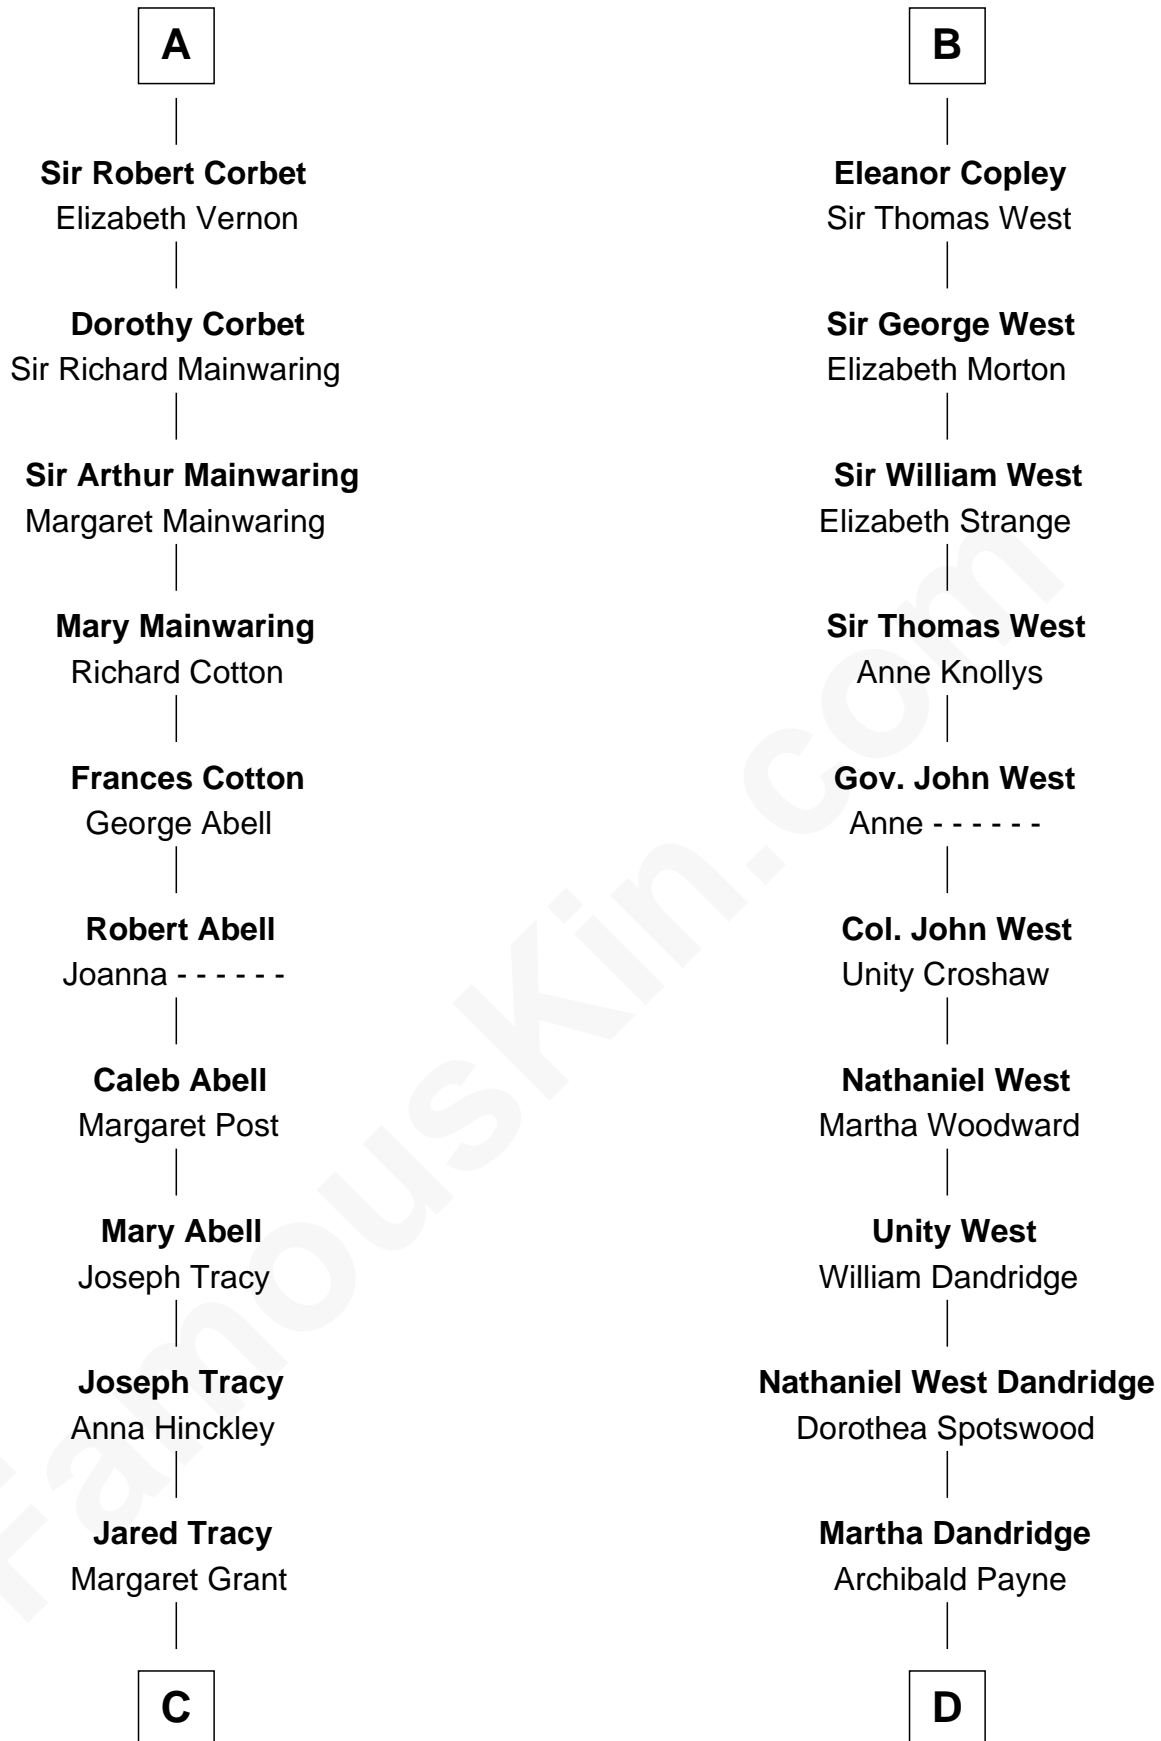 A
Sir Robert Corbet
Elizabeth Vernon
Dorothy Corbet
Sir Richard Mainwaring
Sir Arthur Mainwaring
Margaret Mainwaring
Mary Mainwaring
Richard Cotton
Frances Cotton
George Abell
Robert Abell
Joanna - - - - - -
Caleb Abell
Margaret Post
Mary Abell
Joseph Tracy
Joseph Tracy
Anna Hinckley
Jared Tracy
Margaret Grant
C
B
Eleanor Copley
Sir Thomas West
Sir George West
Elizabeth Morton
Sir William West
Elizabeth Strange
Sir Thomas West
Anne Knollys
Gov. John West
Anne - - - - - -
Col. John West
Unity Croshaw
Nathaniel West
Martha Woodward
Unity West
William Dandridge
Nathaniel West Dandridge
Dorothea Spotswood
Martha Dandridge
Archibald Payne
D
FamousKin.com